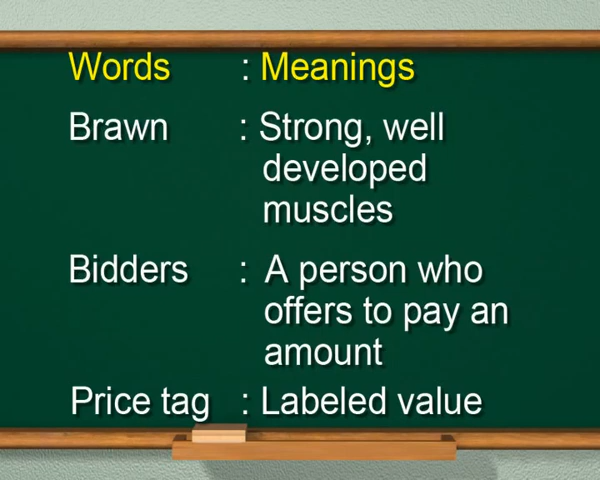 Words : Meanings
Brawn : Strong, well
developed
muscles
Bidders : A person who
offers to pay an
amount
Price tag : Labeled value